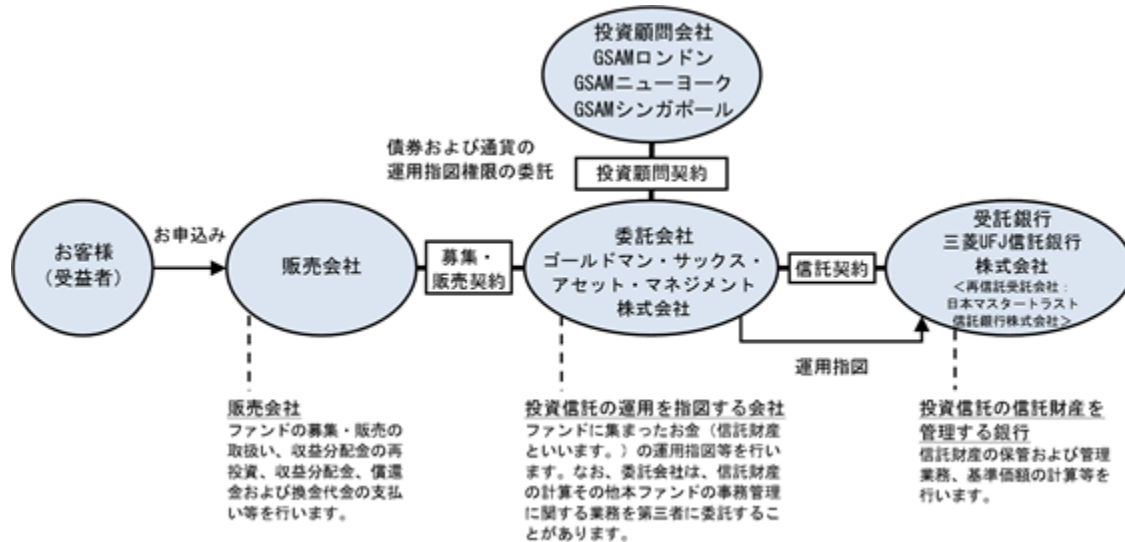 投資顧問会社
GSAMロンドン
GSAMニューヨーク
GSAMシンガポール
債券および通貨の
運用指図権限の委託
投資顧問契約
お客様
(受益者)
お申込み
販売会社
募集・
販売契約
委託会社
ゴールドマン・サックス・
アセット・マネジメント
株式会社
信託契約
受託銀行
三菱UFJ信託銀行
株式会社
<再信託受託会社:
日本マスタートラスト
信託銀行株式会社>
運用指図
販売会社
ファンドの募集・販売の
取扱い、収益分配金の再
投資、収益分配金、償還
金および換金代金の支払
い等を行います。
投資信託の運用を指図する会社
ファンドに集まったお金(信託財産
といいます。)の運用指図等を行い
ます。なお、委託会社は、信託財産
の計算その他本ファンドの事務管理
に関する業務を第三者に委託するこ
とがあります。
投資信託の信託財産を
管理する銀行
信託財産の保管および管理
業務、基準価額の計算等を
行います。